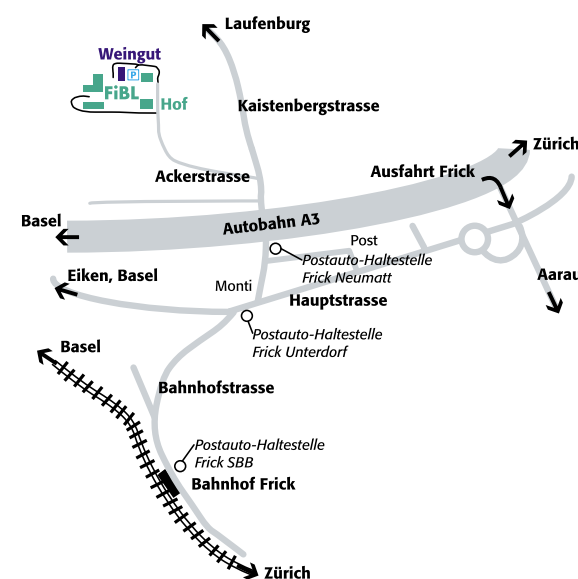 Laufenburg
Weingut
P
FiBL
Hof
Kaistenbergstrasse
Zürich
Ausfahrt Frick
Ackerstrasse
Basel
Autobahn A3
Post
Postauto-Haltestelle
Frick Neumatt
Eiken, Basel
Monti
Hauptstrasse
Aarau
Postauto-Haltestelle
Frick Unterdorf
Basel
Bahnhofstrasse
Postauto-Haltestelle
Frick SBB
Bahnhof Frick
Zürich